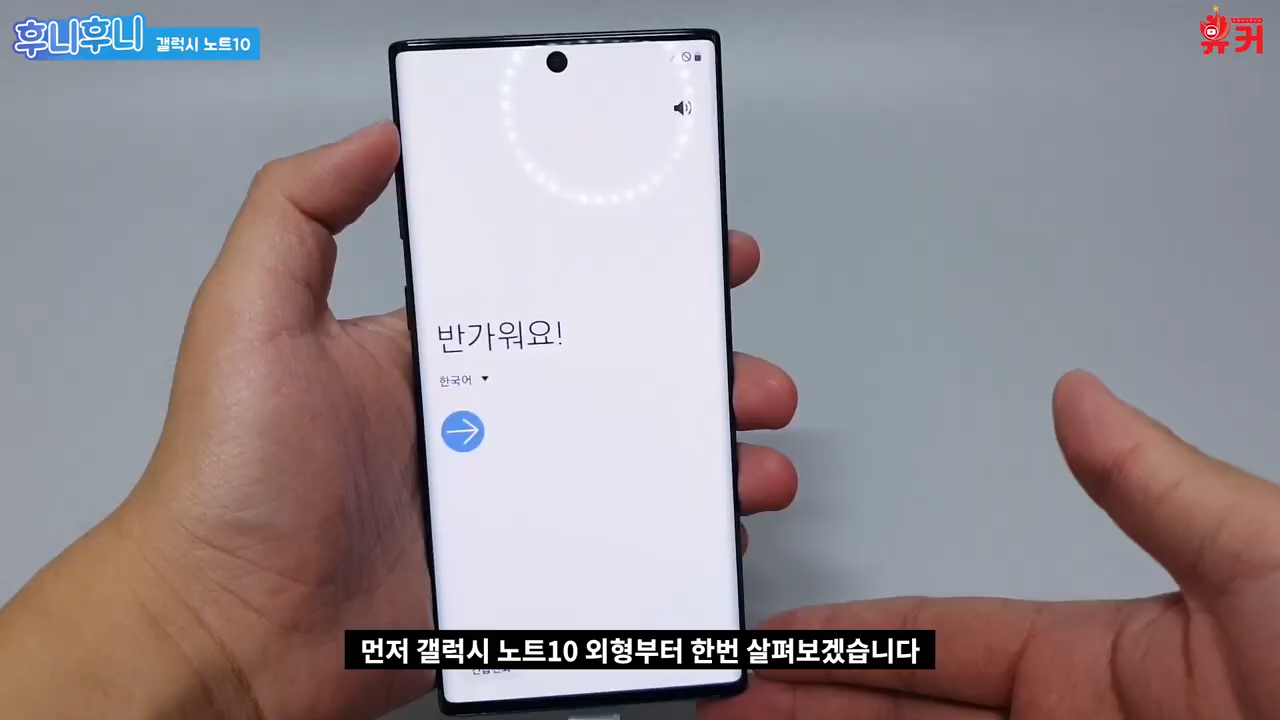 후니후니 갤럭시 노트10
유커
반가워요!
한국어
먼저 갤럭시 노트10 외형부터 한번 살펴보겠습니다